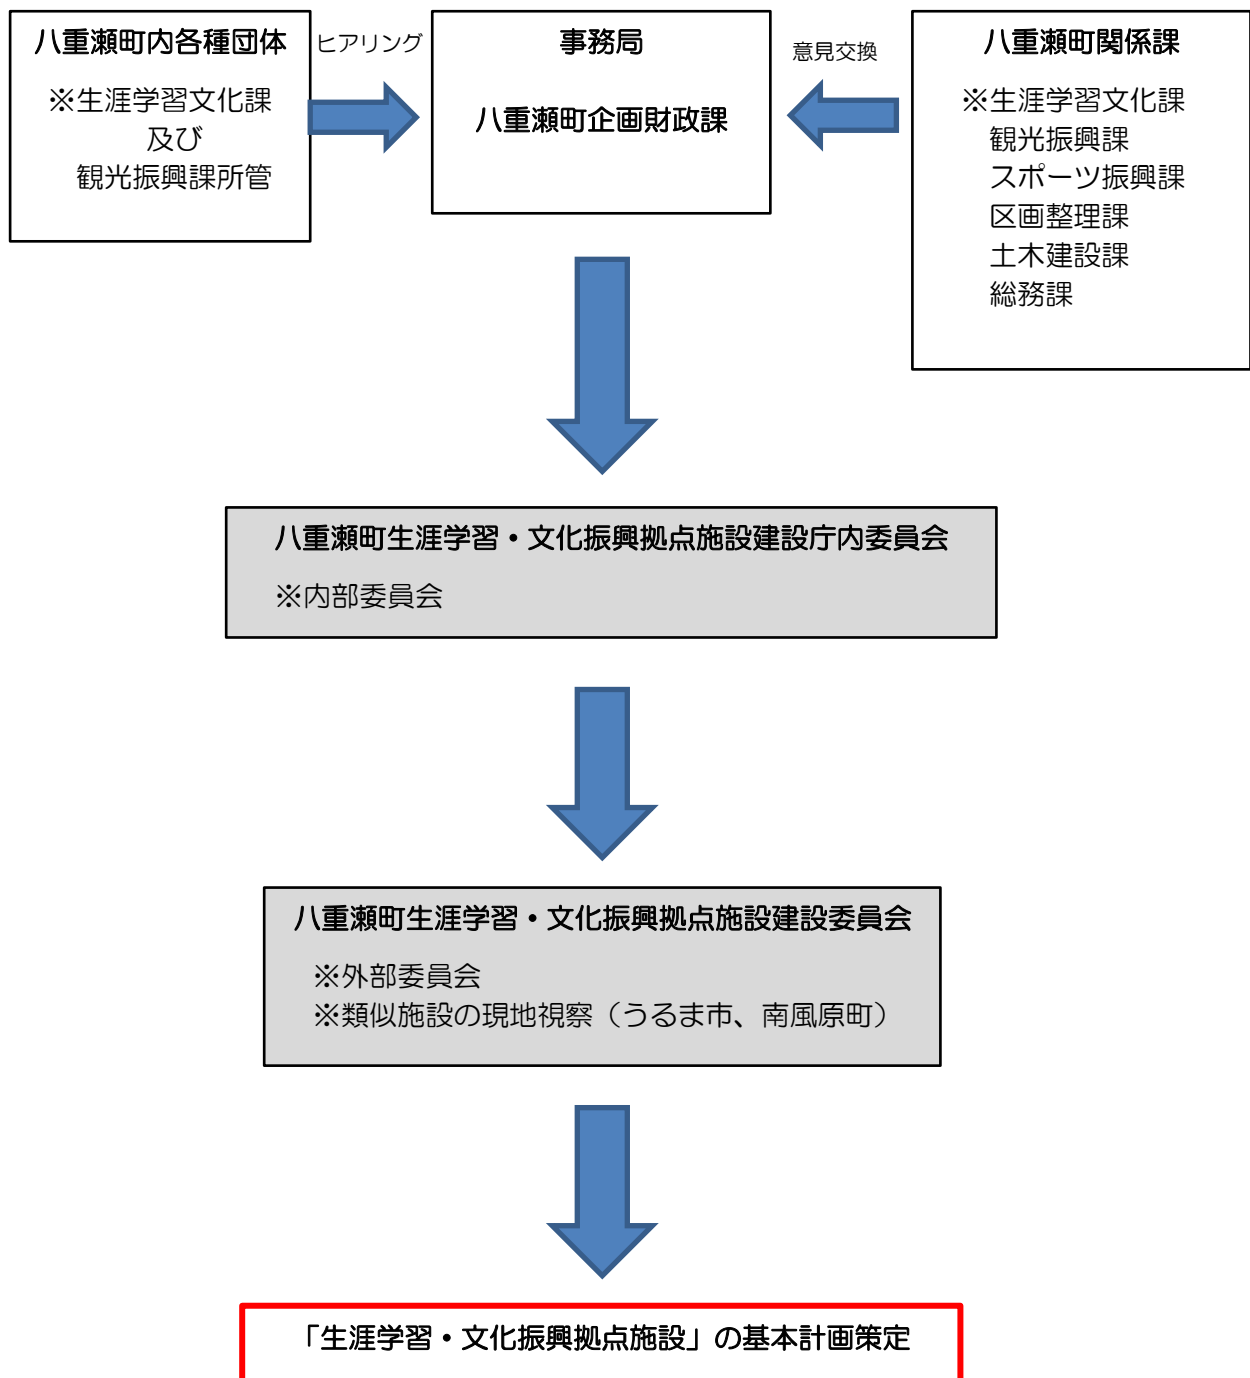 八重瀬町内各種団体
※生涯学習文化課
及び
観光振興課所管
ヒアリング
事務局
八重瀬町企画財政課
意見交換
八重瀬町関係課
※生涯学習文化課
観光振興課
スポーツ振興課
区画整理課
土木建設課
総務課
八重瀬町生涯学習・文化振興拠点施設建設庁内委員会
※内部委員会
八重瀬町生涯学習・文化振興拠点施設建設委員会
※外部委員会
※類似施設の現地視察（うるま市、南風原町）
「生涯学習・文化振興拠点施設」の基本計画策定